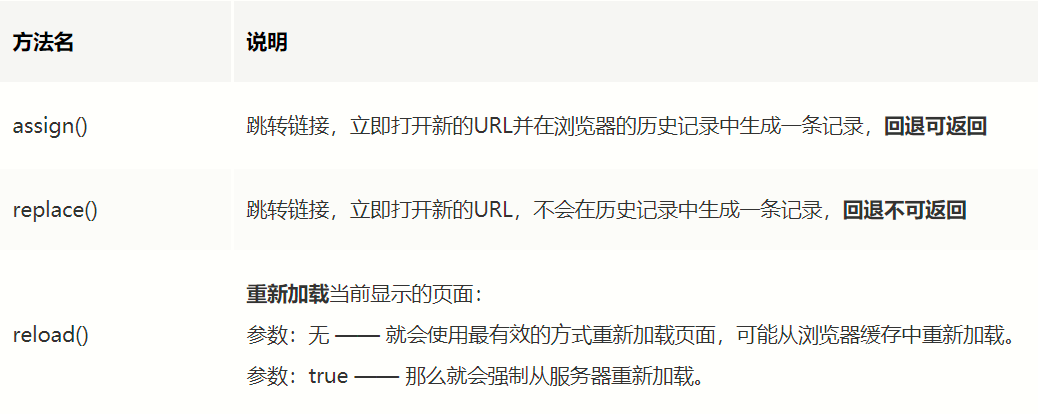 方法名 说明
assign() 跳转链接，立即打开新的URL并在浏览器的历史记录中生成一条记录，回退可返回
replace() 跳转链接，立即打开新的URL，不会在历史记录中生成一条记录，回退不可返回
重新加载当前显示的页面：
reload() 参数：无 —— 就会使用最有效的方式重新加载页面，可能从浏览器缓存中重新加载。
参数：true —— 那么就会强制从服务器重新加载。